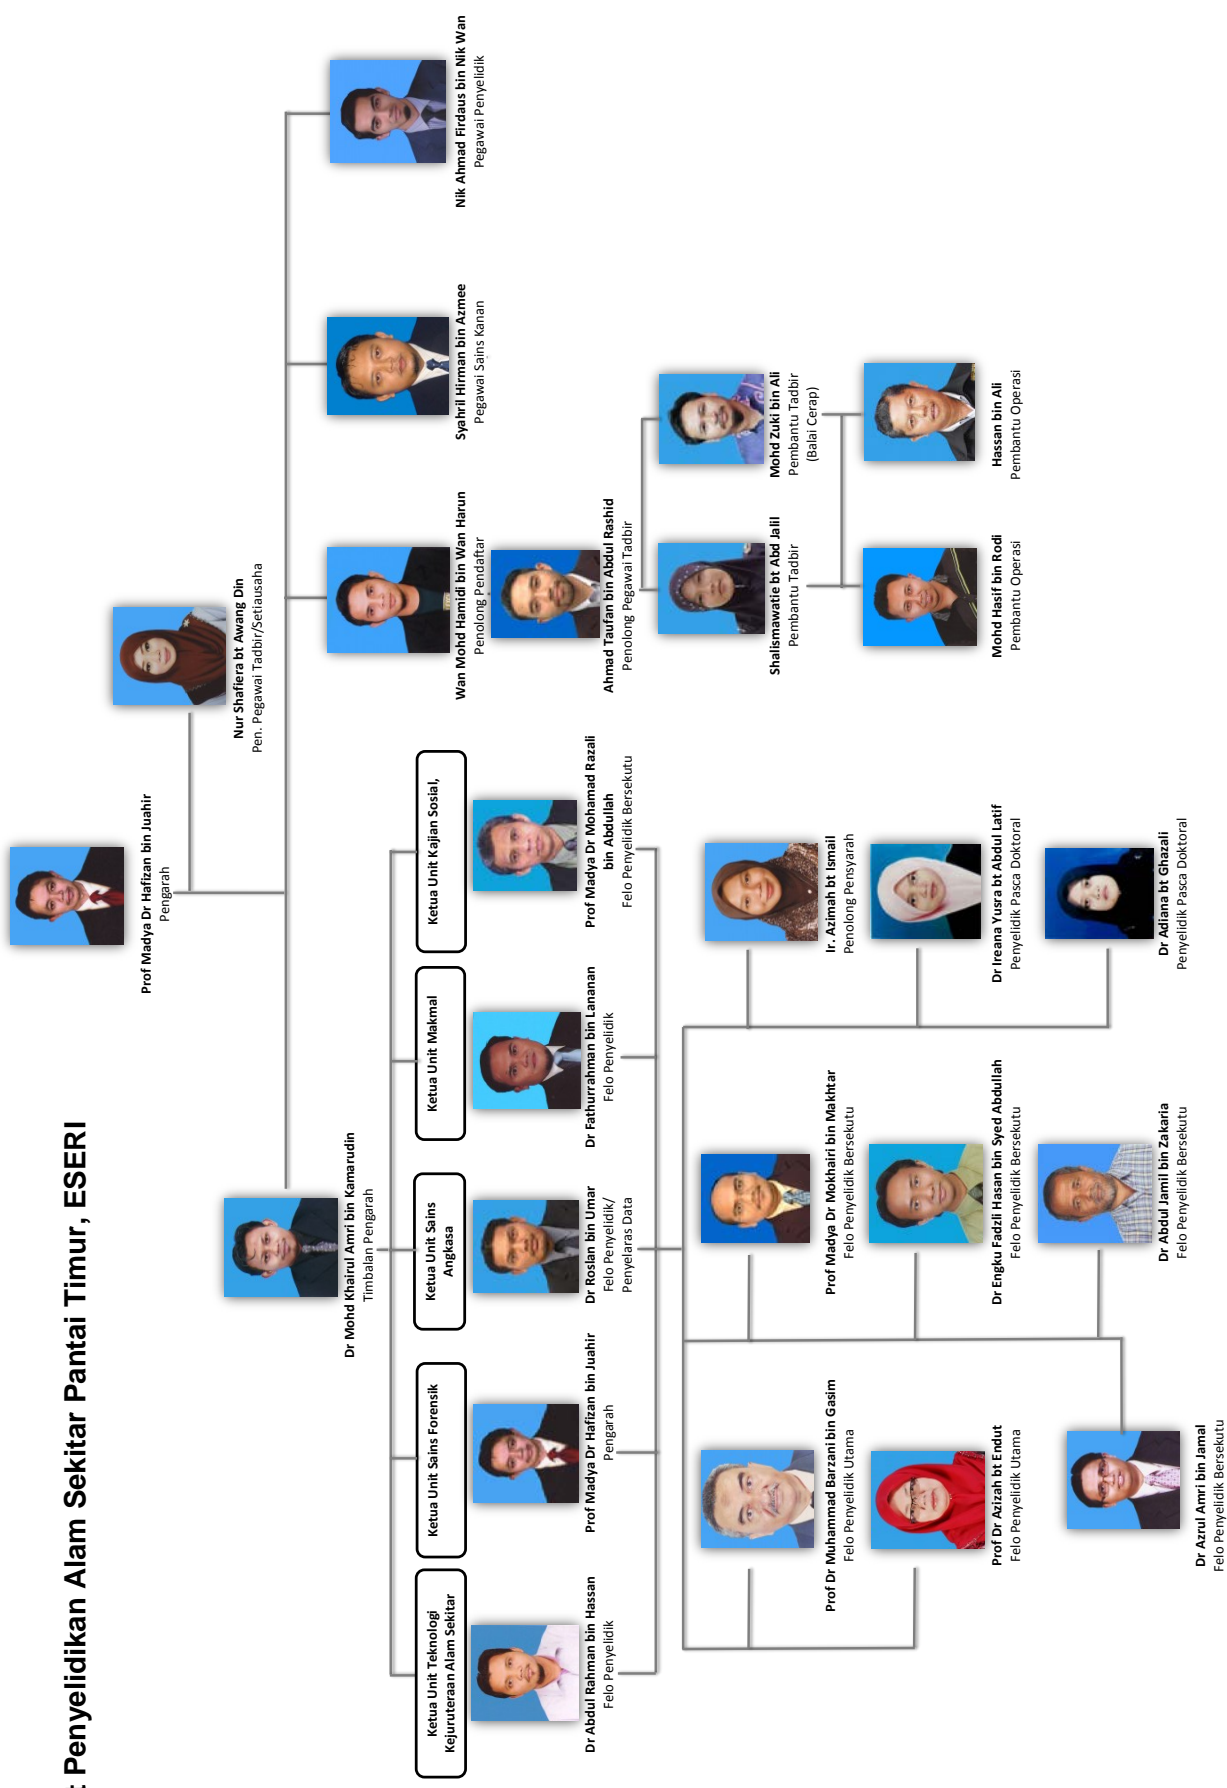 : Penyelidikan Alam Sekitar Pantai Timur, ESERI
Prof Madya Dr Hafizan bin Juahir
Pengarah
Nur Shafiera bt Awang Din
Pen. Pegawai Tadbir/Setiausaha
Dr Mohd Khairul Amri bin Kamarudin
Timbalan Pengarah
Wan Mohd Hamidi bin Wan Harun
Penolong Pendaftar
Syahril Hirman bin Azmee
Pegawai Sains Kanan
Nik Ahmad Firdaus bin Nik Wan
Pegawai Penyelidik
Ahmad Taufan bin Abdul Rashid
Penolong Pegawai Tadbir
Shalismawatie bt Abd Jalil
Pembantu Tadbir
Mohd Zuki bin Ali
Pembantu Tadbir
(Balai Cerap)
Mohd Hasif bin Rodi
Pembantu Operasi
Hassan bin Ali
Pembantu Operasi
Ketua Unit Teknologi
Kejuruteraan Alam Sekitar
Dr Abdul Rahman bin Hassan
Felo Penyelidik
Ketua Unit Sains Forensik
Prof Madya Dr Hafizan bin Juahir
Pengarah
Ketua Unit Sains
Angkasa
Dr Roslan bin Umar
Felo Penyelidik/
Penyelaras Data
Ketua Unit Makmal
Dr Fathurrahman bin Lananan
Felo Penyelidik
Ketua Unit Kajian Sosial,
Prof Madya Dr Mohamad Razali
bin Abdullah
Felo Penyelidik Bersekutu
Prof Dr Muhammad Barzani bin Gasim
Felo Penyelidik Utama
Prof Dr Azizah bt Endut
Felo Penyelidik Utama
Prof Madya Dr Mokhairi bin Makhtar
Felo Penyelidik Bersekutu
Dr Engku Fadzli Hasan bin Syed Abdullah
Felo Penyelidik Bersekutu
Dr Abdul Jamil bin Zakaria
Felo Penyelidik Bersekutu
Dr Azrul Amri bin Jamal
Felo Penyelidik Bersekutu
Ir. Azimah bt Ismail
Penolong Pensyarah
Dr Ireana Yusra bt Abdul Latif
Penyelidik Pasca Doktoral
Dr Adiana bt Ghazali
Penyelidik Pasca Doktoral